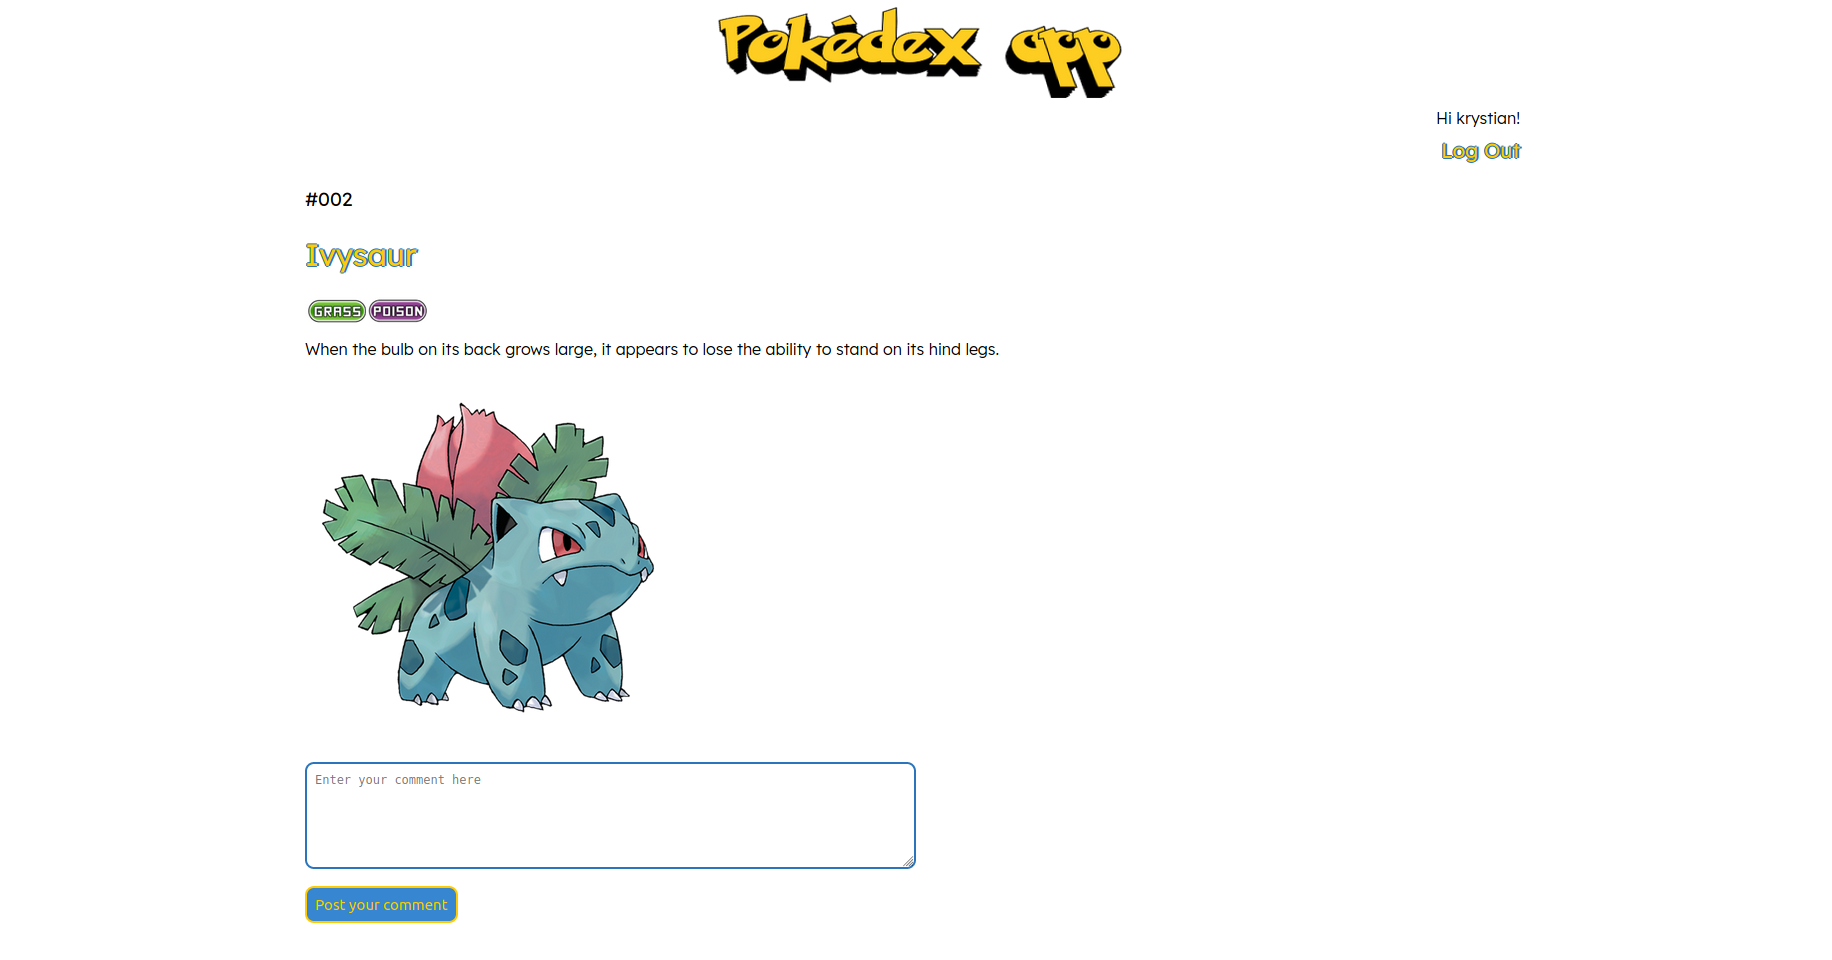 Pokédex app
Hi krystian!
Log Out
#002
Ivysaur
GRASS POISON
When the bulb on its back grows large, it appears to lose the ability to stand on its hind legs.
Enter your comment here
Post your comment